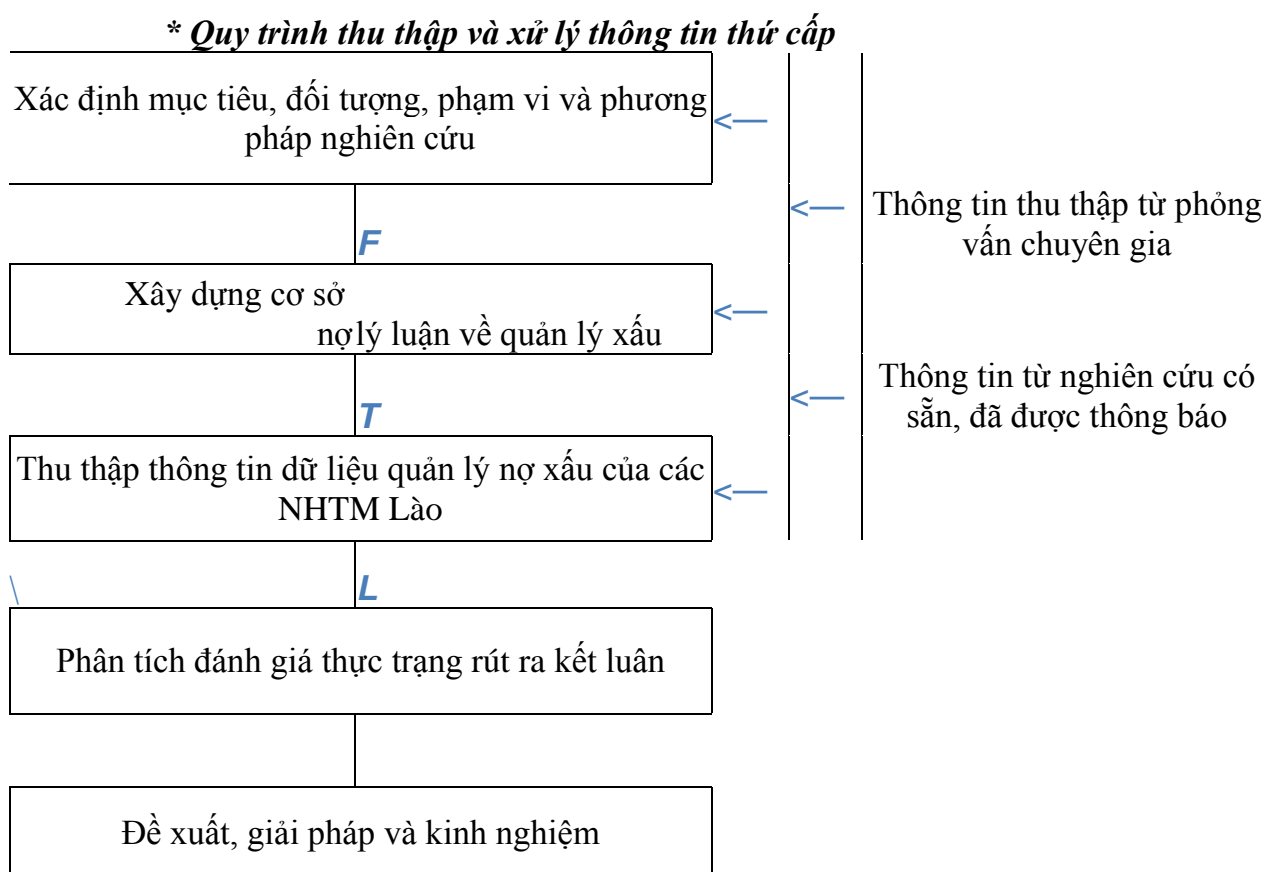 * Quy trình thu thập và xử lý thông tin thứ cấp
Xác định mục tiêu, đối tượng, phạm vi và phương
pháp nghiên cứu
Thông tin thu thập từ phỏng
vấn chuyên gia
F
Xây dựng cơ sở
nợlý luận về quản lý xấu
Thông tin từ nghiên cứu có
sẵn, đã được thông báo
T
Thu thập thông tin dữ liệu quản lý nợ xấu của các
NHTM Lào
L
Phân tích đánh giá thực trạng rút ra kết luân
Đề xuất, giải pháp và kinh nghiệm